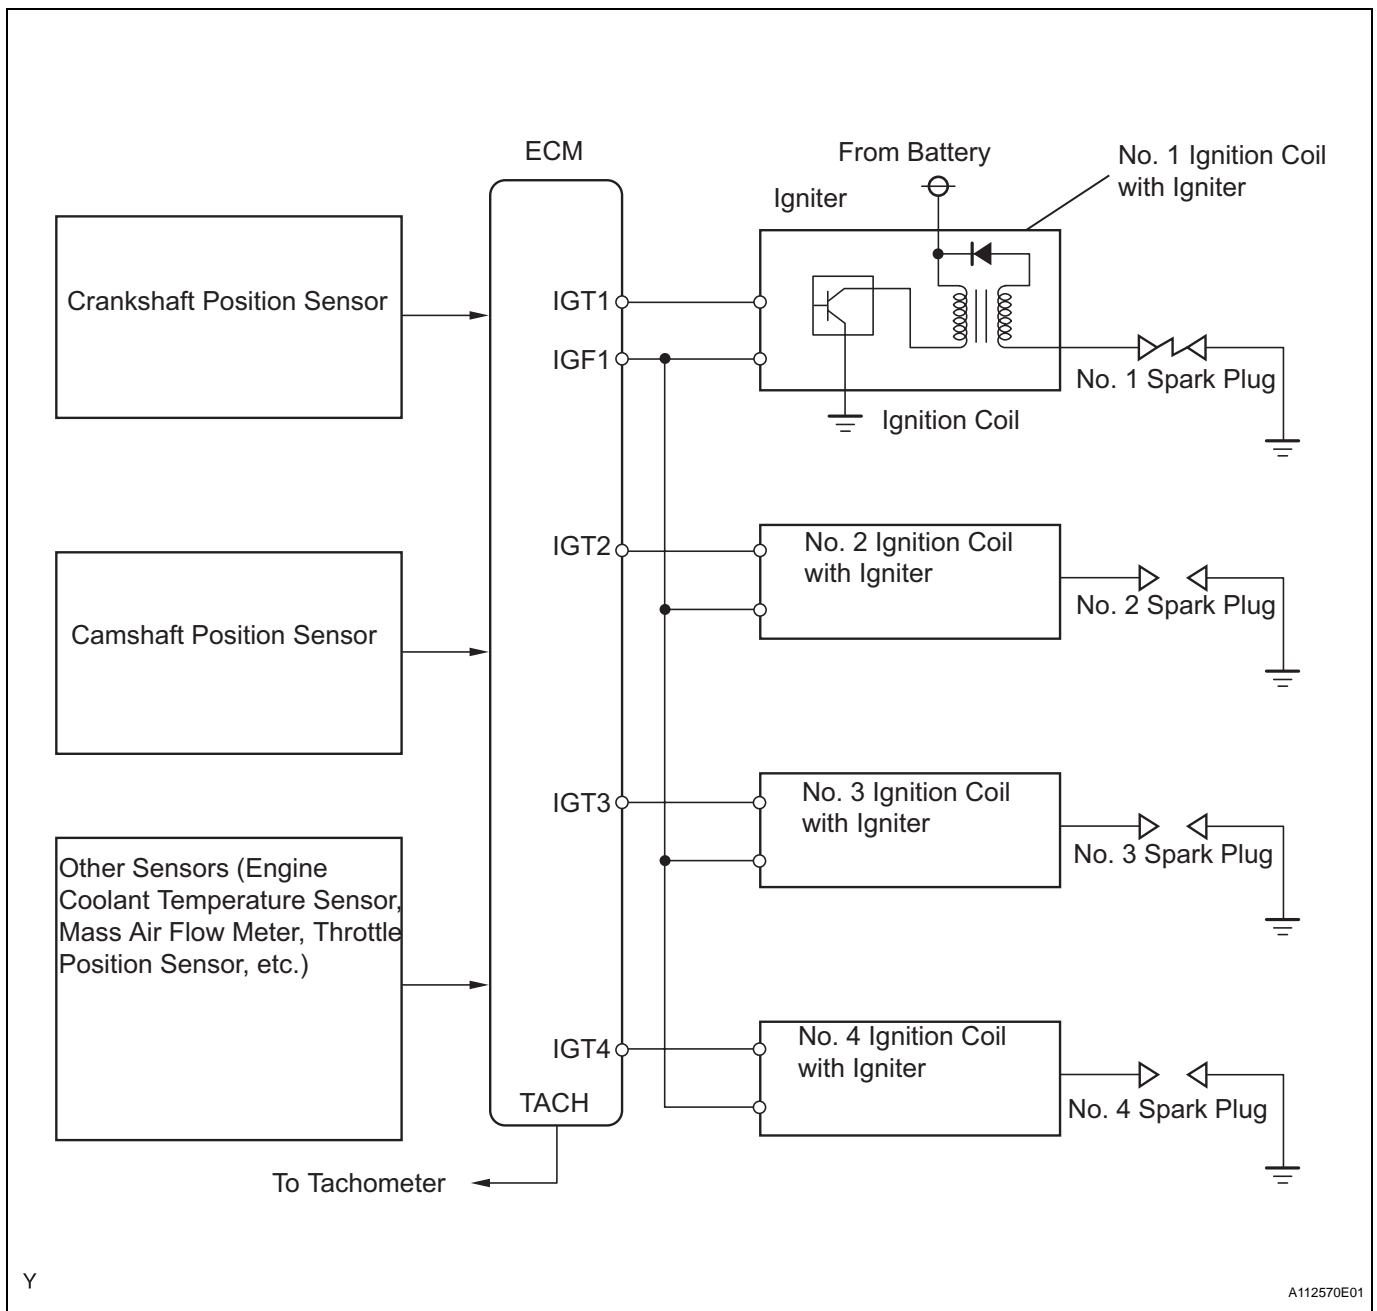 ECM
From Battery
No. 1 Ignition Coil
with Igniter
Igniter
Crankshaft Position Sensor
IGT1
IGF1
No. 1 Spark Plug
Ignition Coil
IGT2
No. 2 Ignition Coil
with Igniter
No. 2 Spark Plug
Camshaft Position Sensor
IGT3
No. 3 Ignition Coil
with Igniter
No. 3 Spark Plug
Other Sensors (Engine
Coolant Temperature Sensor,
Mass Air Flow Meter, Throttle
Position Sensor, etc.)
IGT4
No. 4 Ignition Coil
with Igniter
No. 4 Spark Plug
TACH
To Tachometer
Y
A112570E01